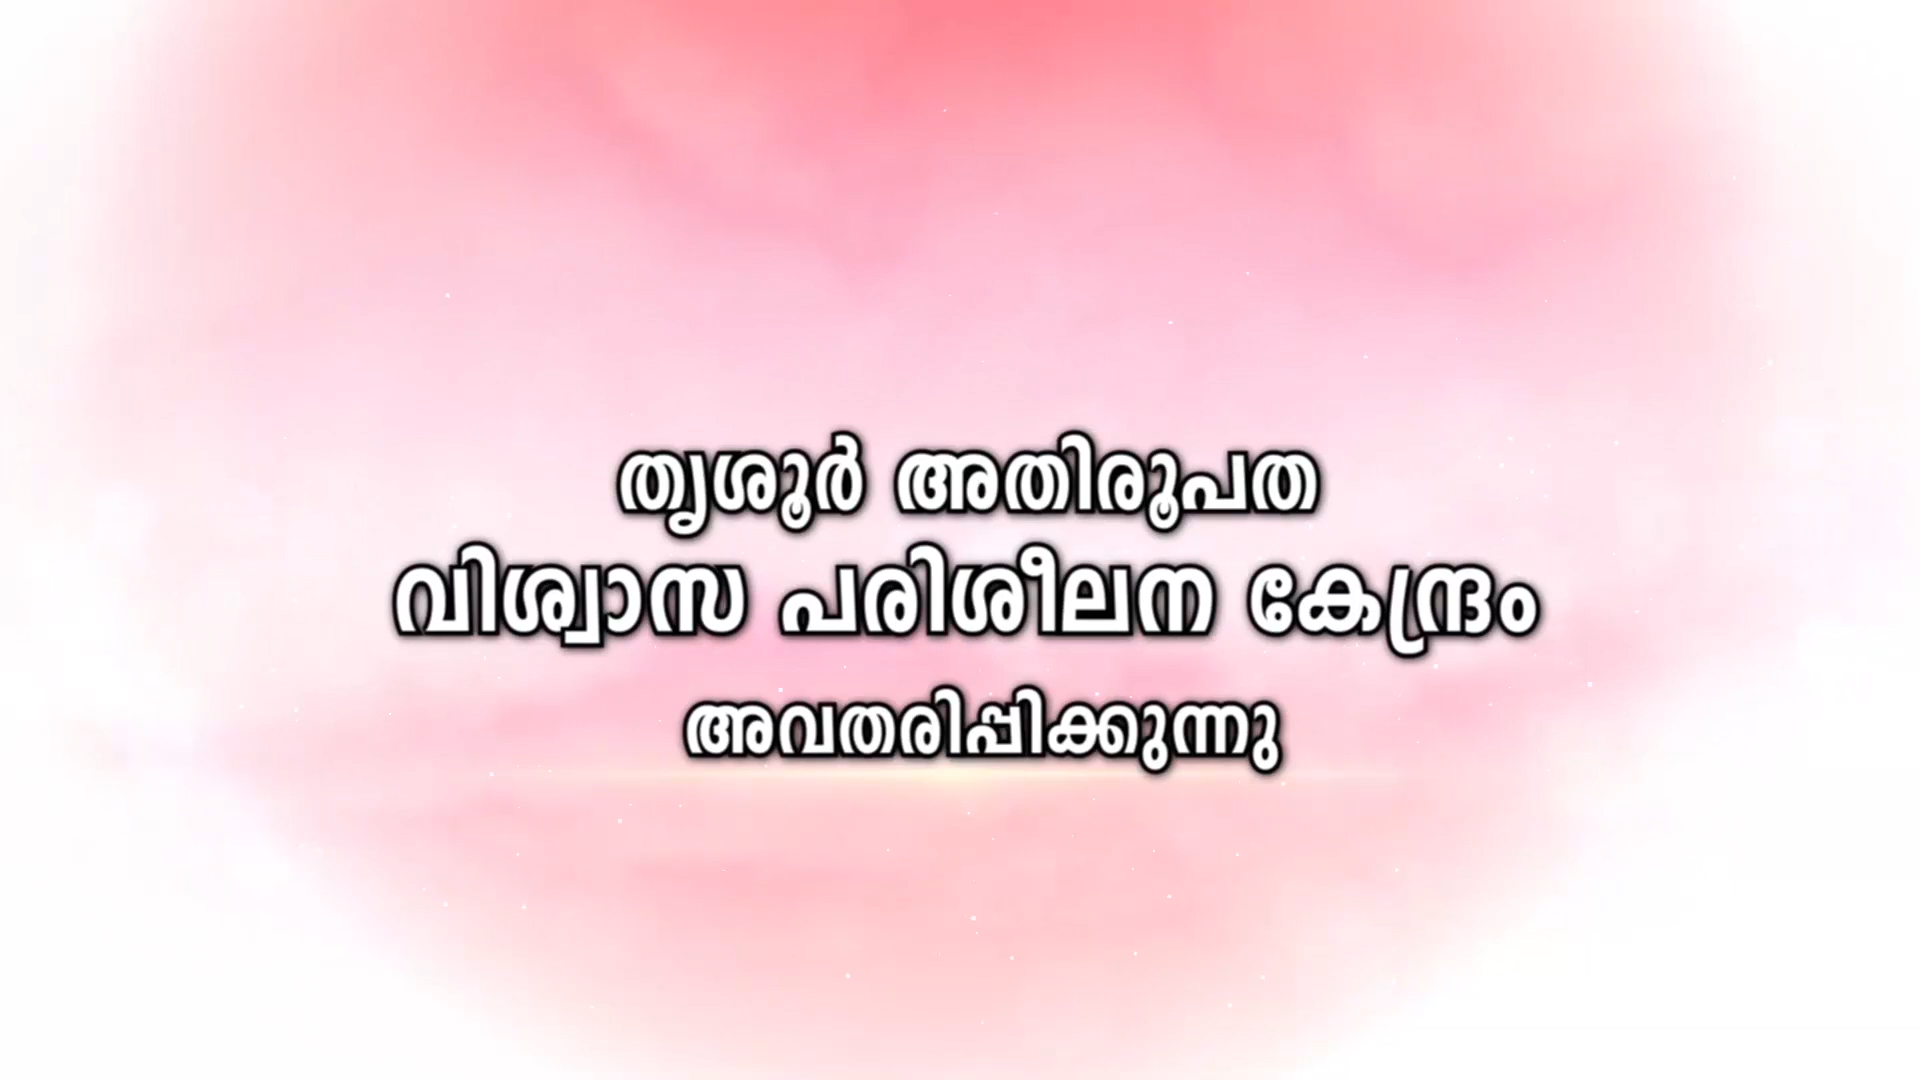 തൃശൂർ അതിരൂപത
വിശ്വാസ പരിശീലന കേന്ദ്രം
അവതരിപ്പിക്കുന്നു